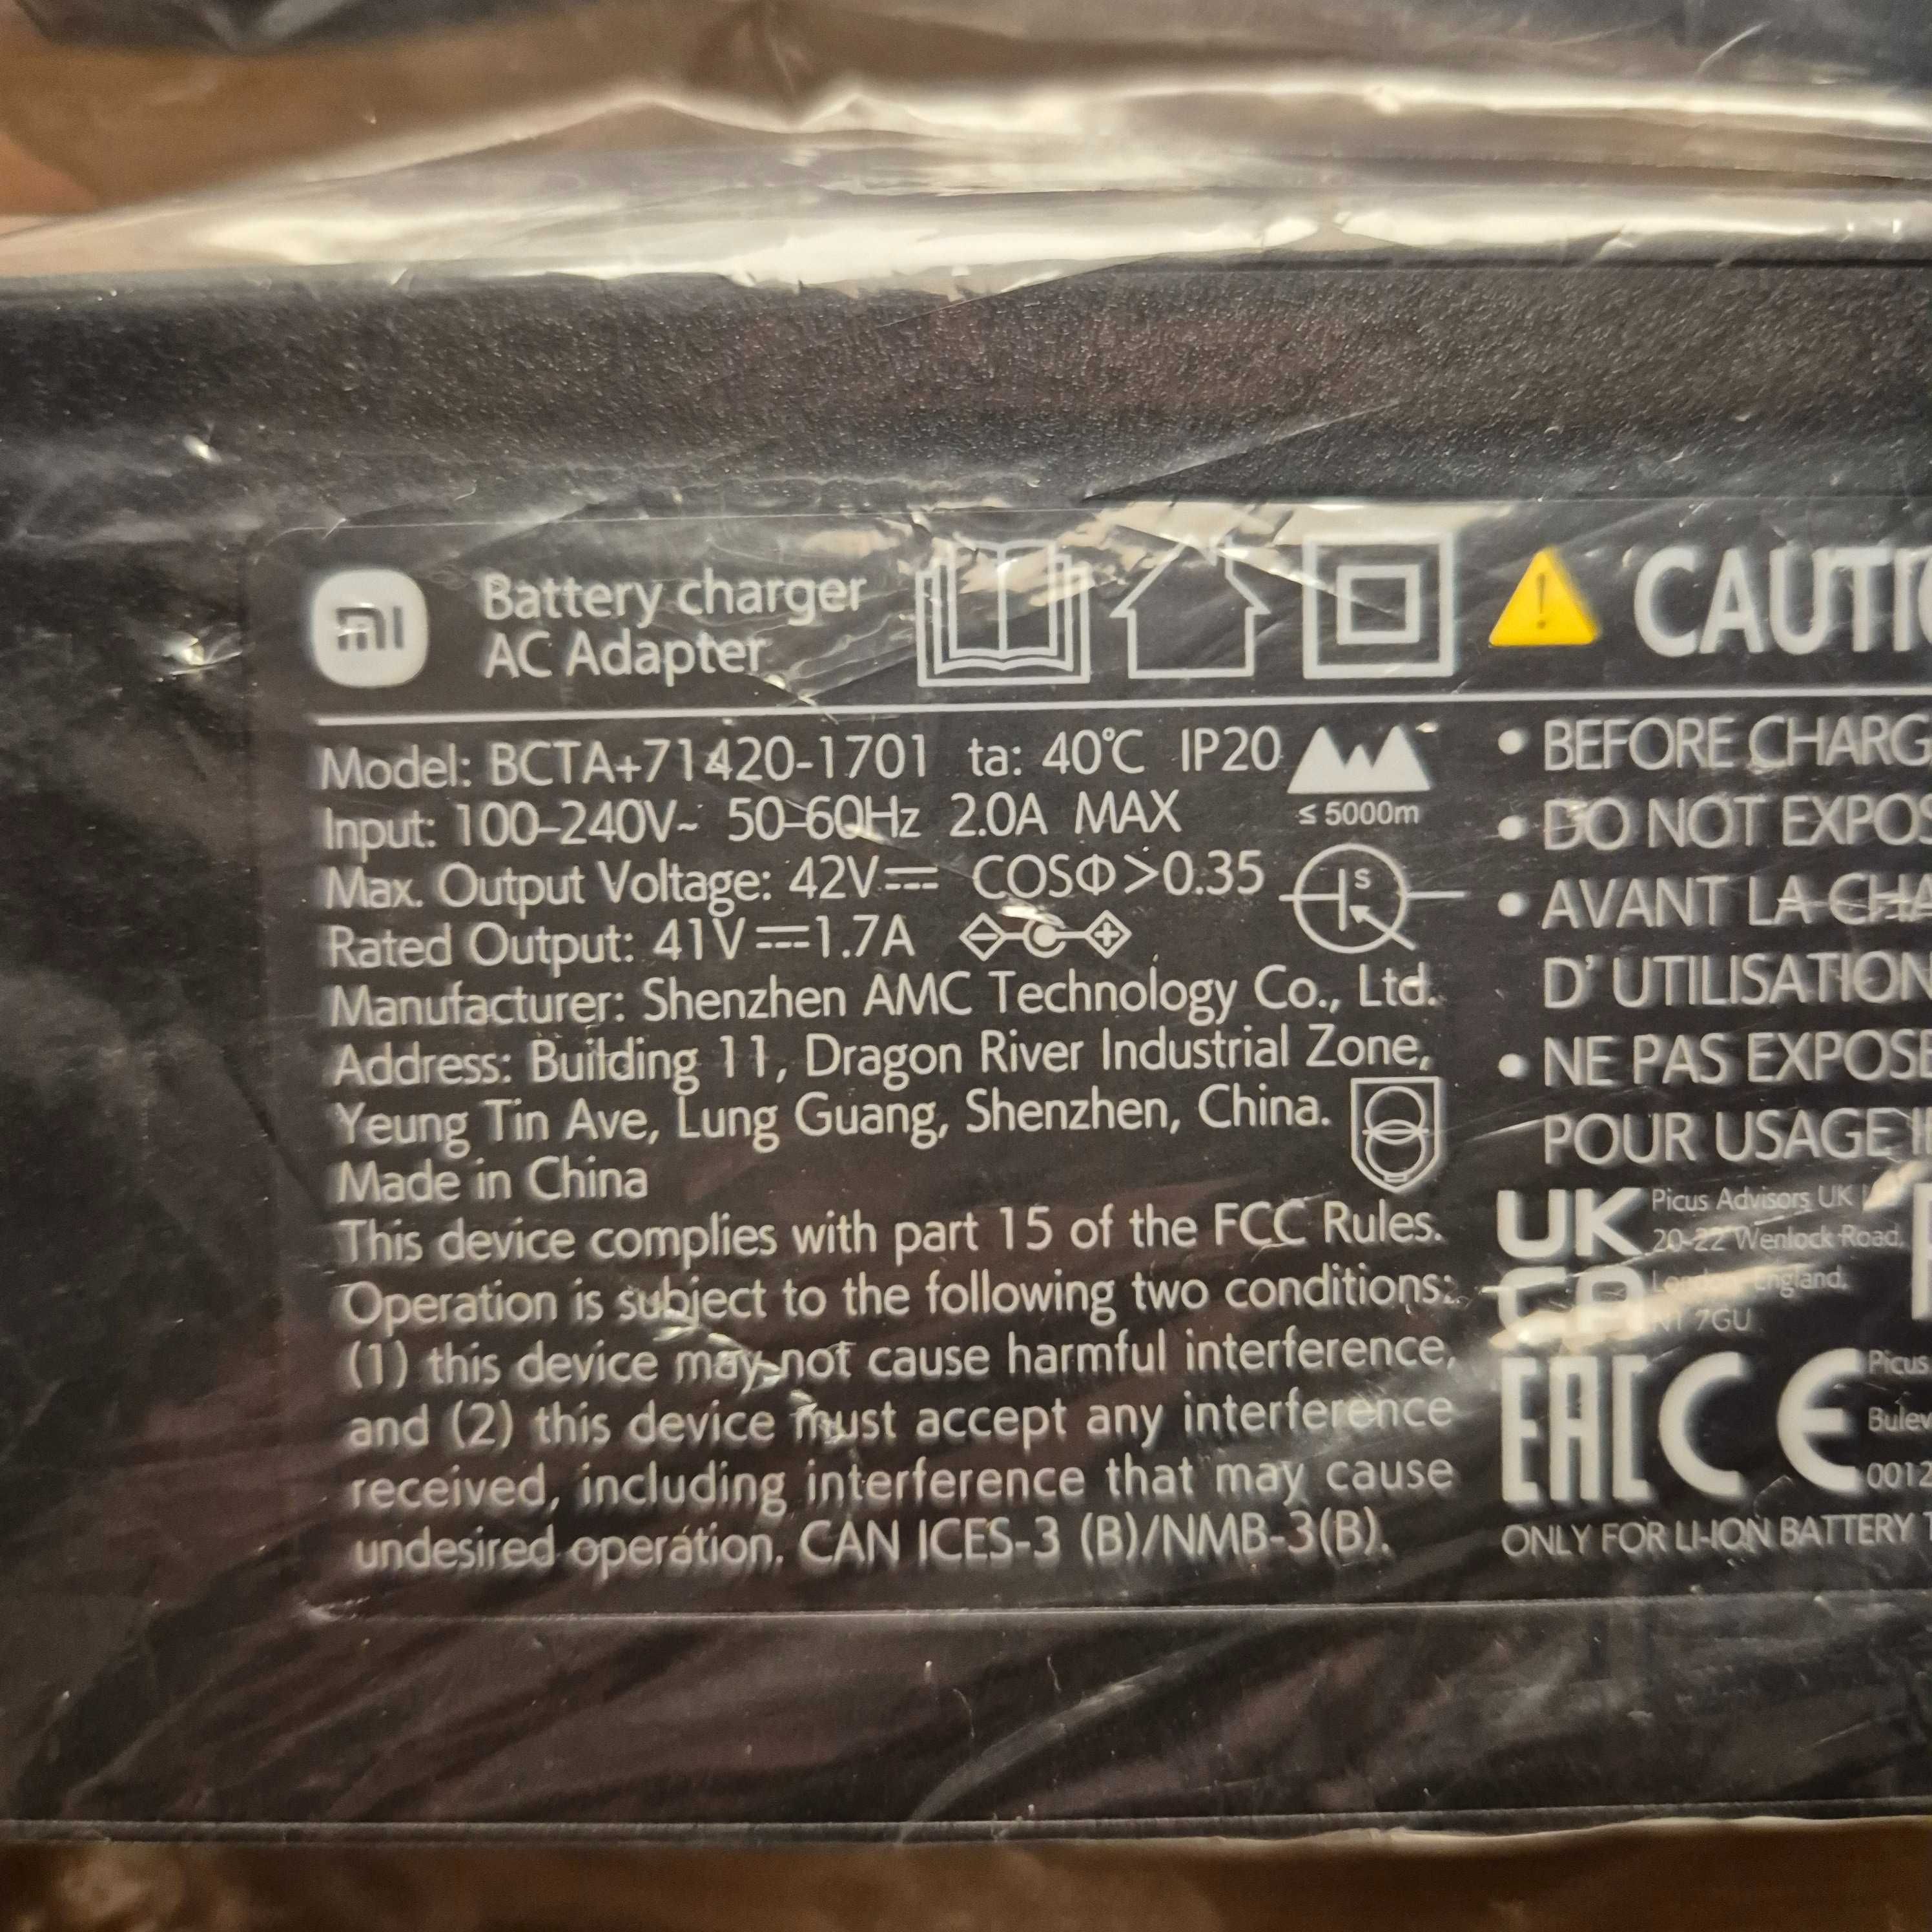 mi
Battery charger
AC Adapter
Model: BCTA+71420-1701 ta: 40℃ IP20
≤ 5000m
Input: 100-240V~ 50-60Hz 2.0A MAX
Max. Output Voltage: 42V⎓ COSΦ>0.35
S
Rated Output: 41V⎓1.7A
Manufacturer: Shenzhen AMC Technology Co., Ltd.
Address: Building 11, Dragon River Industrial Zone,
Yeung Tin Ave, Lung Guang, Shenzhen, China.
Made in China
This device complies with part 15 of the FCC Rules.
Operation is subject to the following two conditions:
(1) this device may not cause harmful interference,
and (2) this device must accept any interference
received, including interference that may cause
undesired operation. CAN ICES-3 (B)/NMB-3(B).
CAUTI
• BEFORE CHARG
• DO NOT EXPOS
• AVANT LA CHA
D' UTILISATION
• NE PAS EXPOSE
POUR USAGE
UK
CA
Picus Advisors UK
20-22 Wenlock Road,
London, England,
N1 7GU
EAC CE
Picus
Bulev
0012
ONLY FOR LI-ION BATTERY